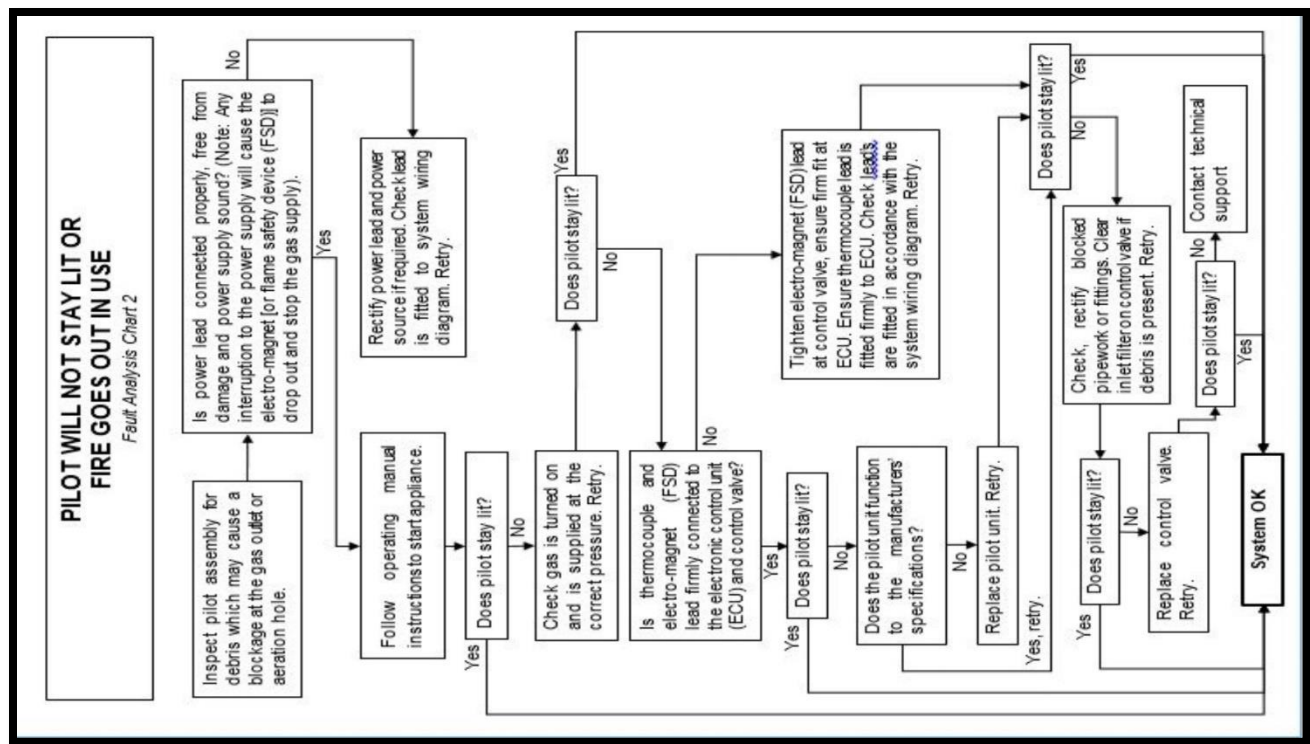 PILOT WILL NOT STAY LIT OR
FIRE GOES OUT IN USE
Fault Analysis Chart 2
Inspect pilot assembly for
debris which may cause a
blockage at the gas outlet or
aeration hole.
Is power lead connected properly, free from
damage and power supply sound? (Note: Any
interruption to the power supply will cause the
electro-magnet [or flame safety device (FSD)] to
drop out and stop the gas supply).
No
Yes
Rectify power lead and power
source if required. Check lead
is fitted to system wiring
diagram. Retry.
Follow operating manual
instructions to start appliance.
Does pilot stay lit?
Yes
No
Check gas is turned on
and is supplied at the
correct pressure. Retry.
Does pilot stay lit?
Yes
No
Is thermocouple and
electro-magnet (FSD)
lead firmly connected to
the electronic control unit
(ECU) and control valve?
No
Yes
Tighten electro-magnet (FSD) lead
at control valve, ensure firm fit at
ECU. Ensure thermocouple lead is
fitted firmly to ECU. Check lead's
are fitted in accordance with the
system wiring diagram. Retry.
Does pilot stay lit?
Yes
No
Does the pilot unit function
to the manufacturers'
specifications?
No
Yes, retry.
Replace pilot unit. Retry.
Does pilot stay lit?
Yes
No
Check, rectify blocked
pipework or fittings. Clear
inlet filter on control valve if
debris is present. Retry.
Does pilot stay lit?
Yes
No
Replace control valve.
Retry.
Does pilot stay lit?
No
Yes
Contact technical
support
System OK